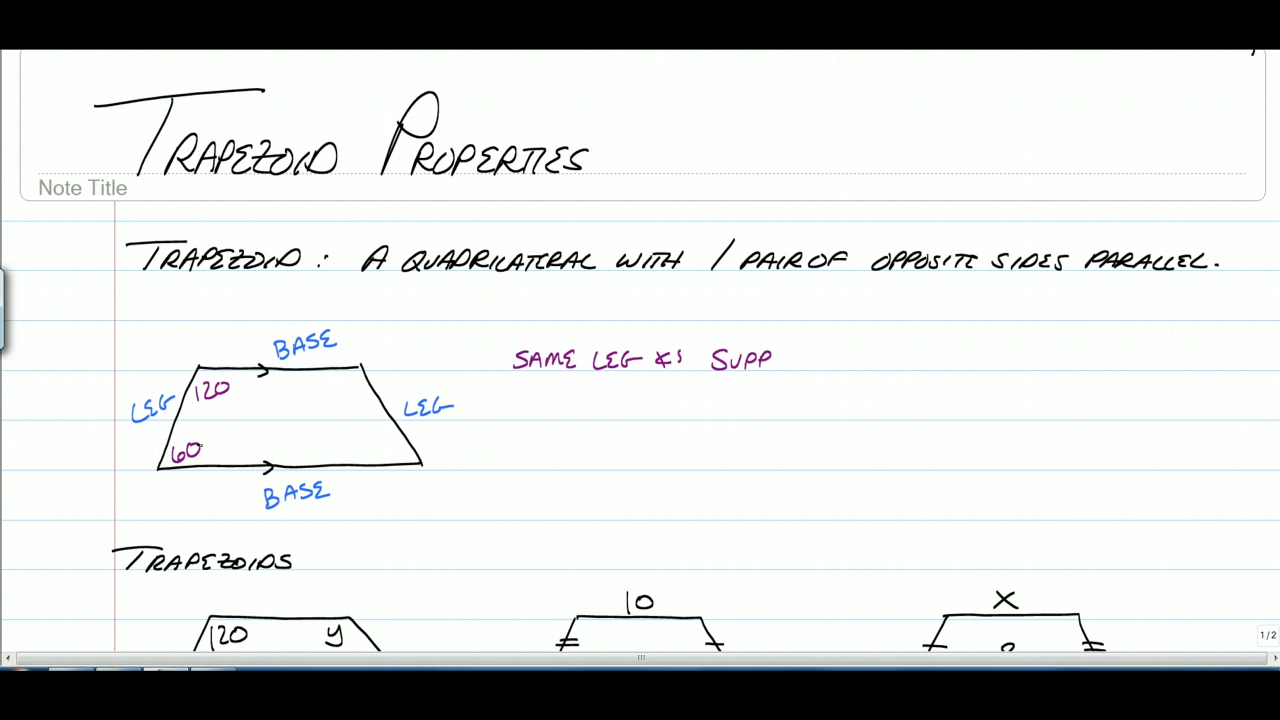 TRAPEZOID PROPERTIES
Note Title
TRAPEZOID: A QUADRILATERAL WITH 1 PAIR OF OPPOSITE SIDES PARALLEL.
BASE
SAME LEG ∡'s SUPP
120
LEG
LEG
60
BASE
TRAPEZOIDS
10
X
120 y
1/2